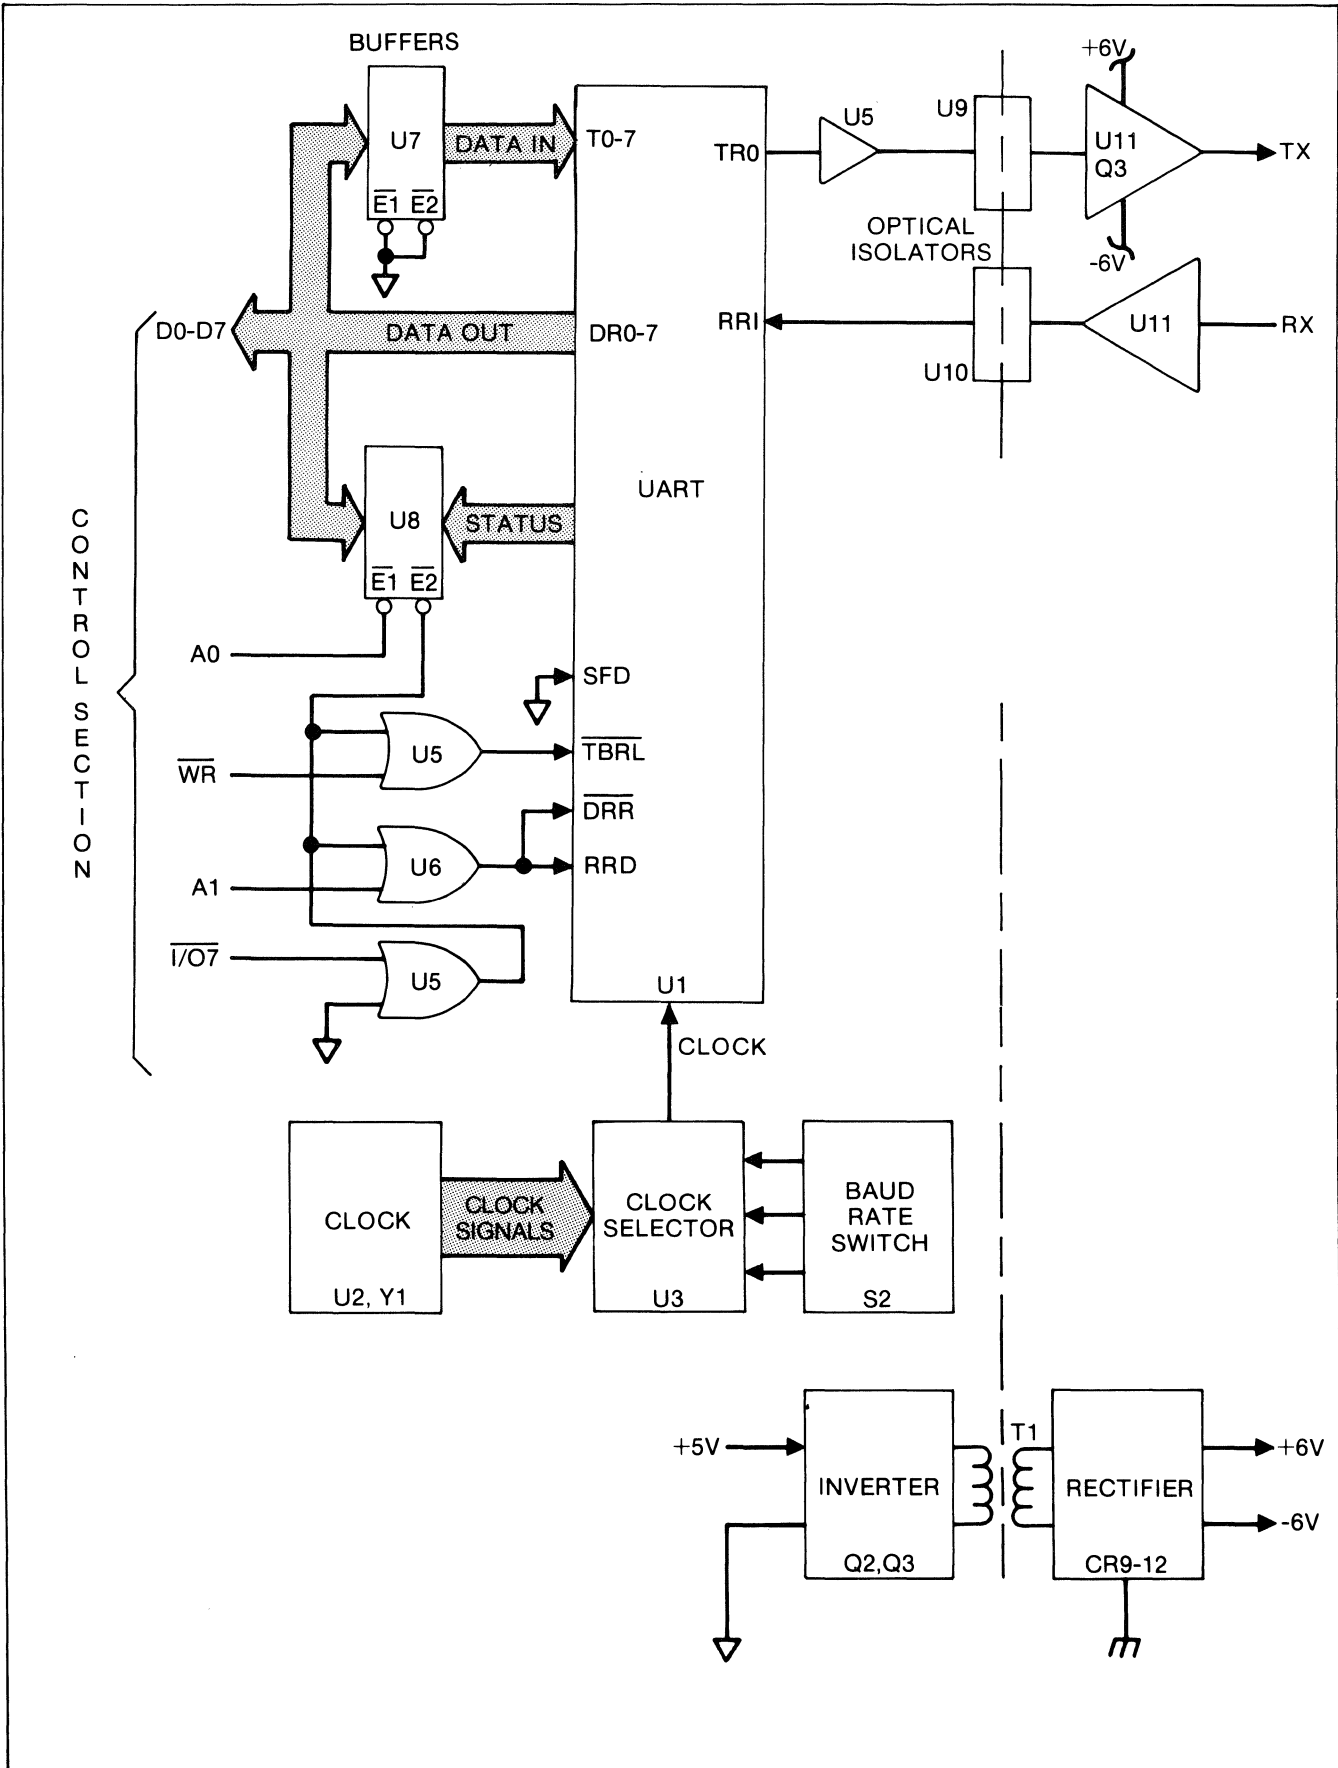 BUFFERS
U7
E1 E2
DATA IN
T0-7
TR0
U5
U9
+6V
U11
Q3
-6V
TX
OPTICAL
ISOLATORS
D0-D7
DATA OUT
DR0-7
RRI
U10
U11
RX
UART
U8
E1 E2
STATUS
CONTROL SECTION
A0
SFD
WR
U5
TBRL
DRR
A1
U6
RRD
I/O7
U5
U1
CLOCK
CLOCK
U2, Y1
CLOCK
SIGNALS
CLOCK
SELECTOR
U3
BAUD
RATE
SWITCH
S2
+5V
INVERTER
Q2,Q3
T1
RECTIFIER
CR9-12
+6V
-6V